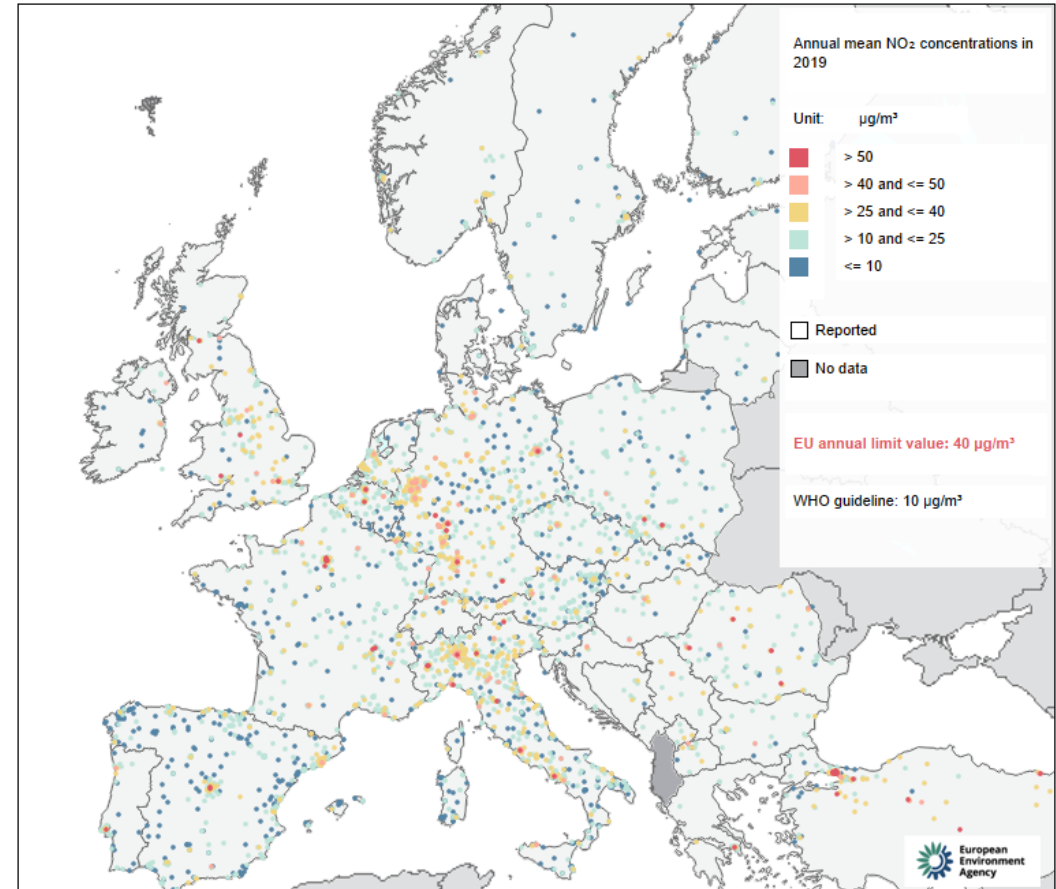 Annual mean NO₂ concentrations in
2019
Unit: µg/m³
> 50
> 40 and <= 50
> 25 and <= 40
> 10 and <= 25
<= 10
Reported
No data
EU annual limit value: 40 µg/m³
WHO guideline: 10 µg/m³
European
Environment
Agency